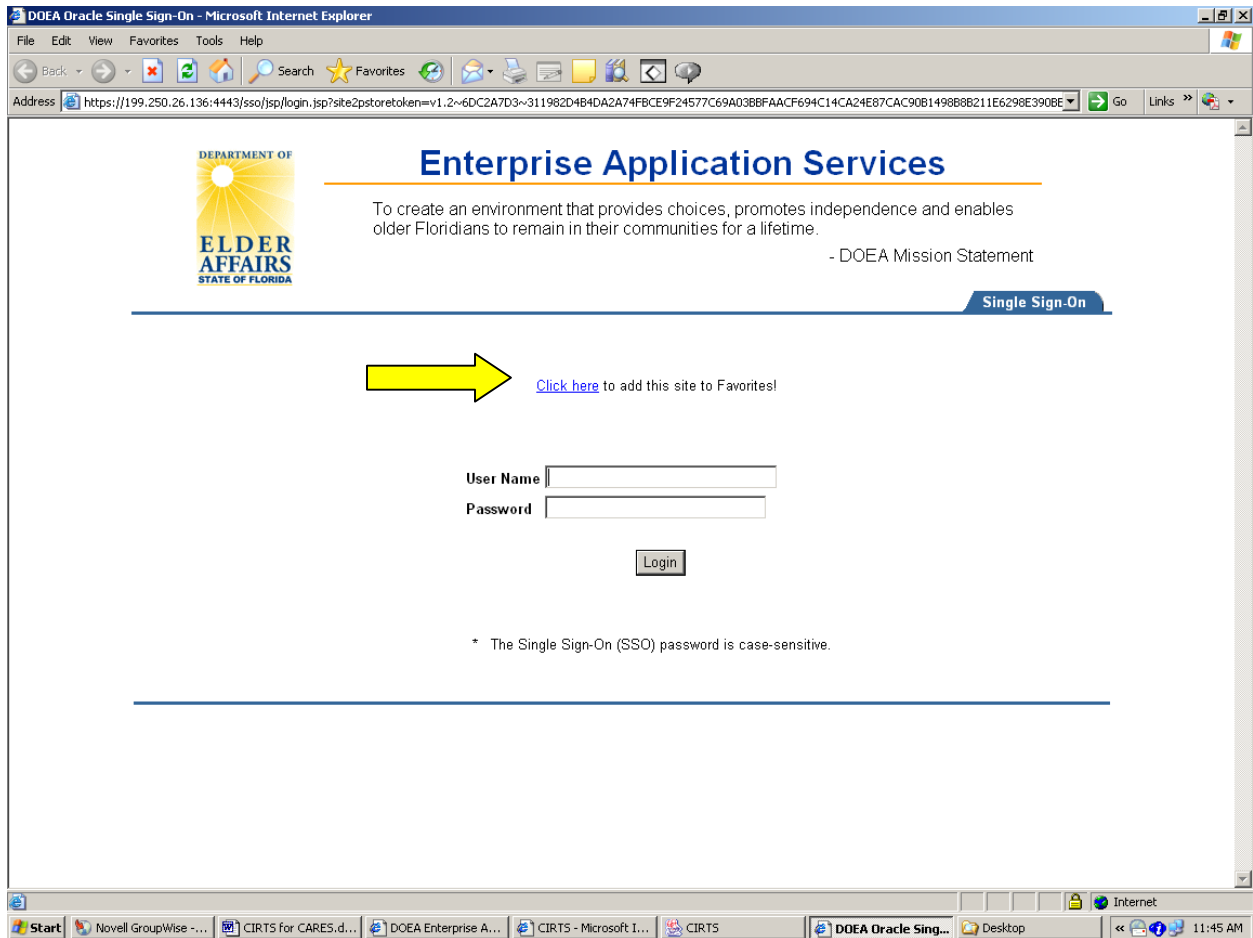 DOEA Oracle Single Sign-On - Microsoft Internet Explorer
File Edit View Favorites Tools Help
Back Search Favorites
Address https://199.250.26.136:4443/sso/jsp/login.jsp?site2pstoretoken=v1.2~6DC2A7D3~311982D4B4DA2A74FBCE9F24577C69A03BBFAACF694C14CA24E87CAC90B1498B8B211E6298E390BE Go Links »
DEPARTMENT OF
ELDER
AFFAIRS
STATE OF FLORIDA
Enterprise Application Services
To create an environment that provides choices, promotes independence and enables
older Floridians to remain in their communities for a lifetime.
- DOEA Mission Statement
Single Sign-On
Click here to add this site to Favorites!
User Name
Password
Login
* The Single Sign-On (SSO) password is case-sensitive.
Internet
Start Novell GroupWise -... CIRTS for CARES.d... DOEA Enterprise A... CIRTS - Microsoft I... CIRTS DOEA Oracle Sing... Desktop « 11:45 AM